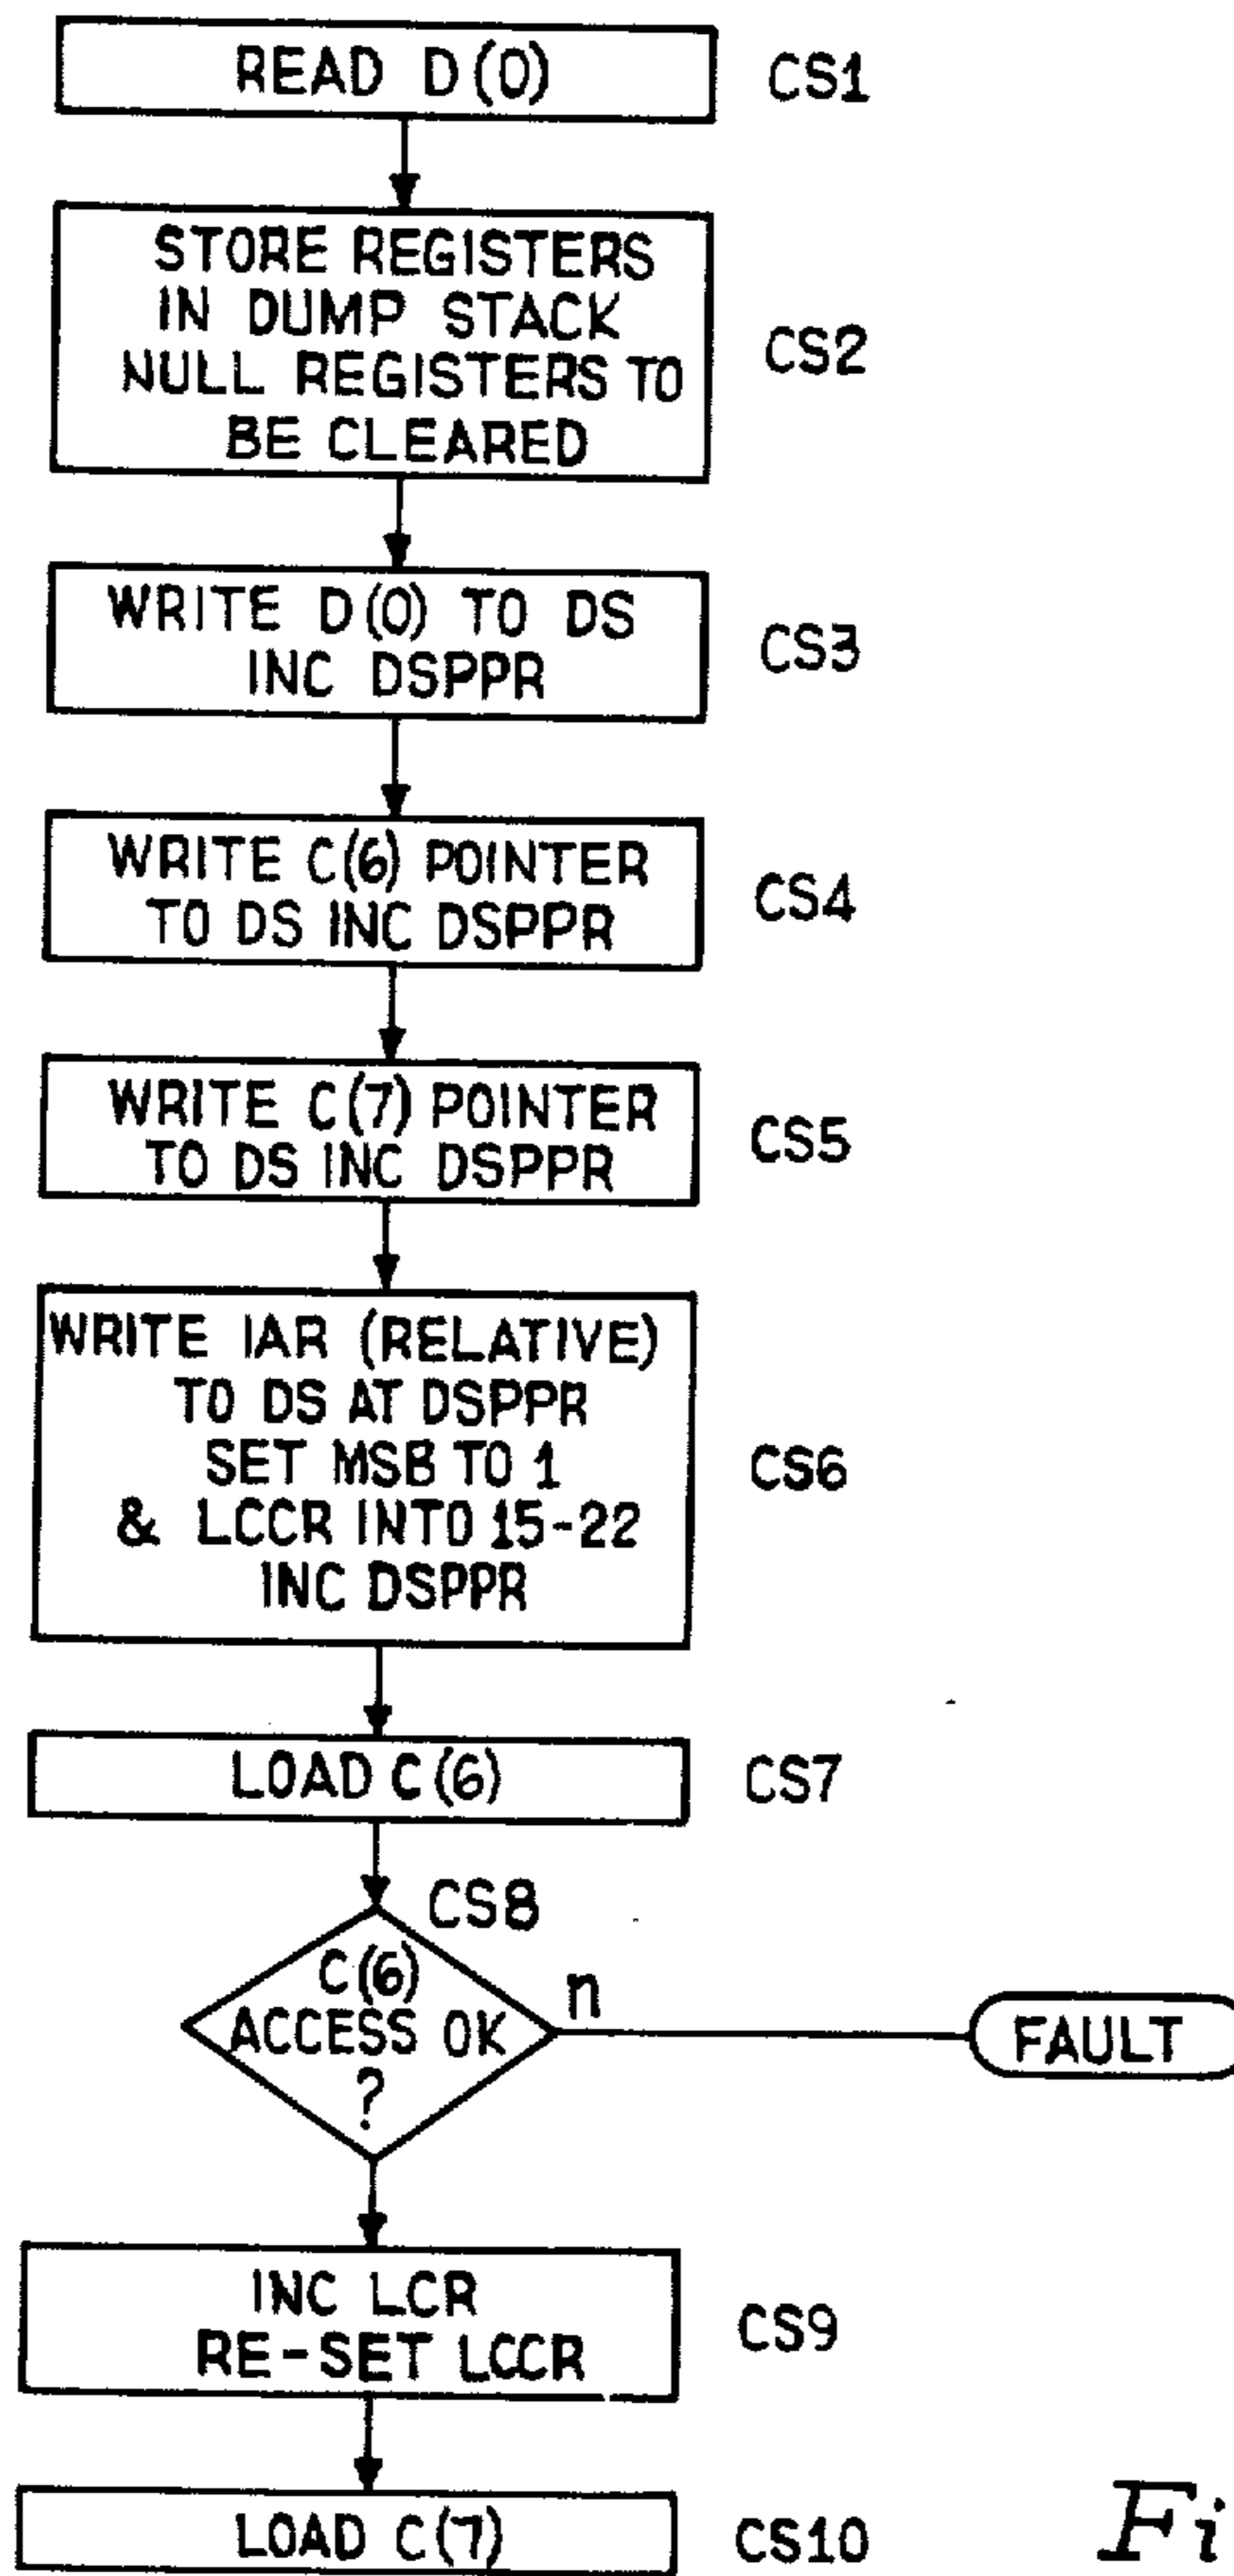 READ D(0)
CS1
STORE REGISTERS
IN DUMP STACK
NULL REGISTERS TO
BE CLEARED
CS2
WRITE D(0) TO DS
INC DSPPR
CS3
WRITE C(6) POINTER
TO DS INC DSPPR
CS4
WRITE C(7) POINTER
TO DS INC DSPPR
CS5
WRITE IAR (RELATIVE)
TO DS AT DSPPR
SET MSB TO 1
& LCCR INTO 15-22
INC DSPPR
CS6
LOAD C(6)
CS7
CS8
C(6)
ACCESS OK
?
n
FAULT
INC LCR
RE-SET LCCR
CS9
LOAD C(7)
CS10
Fi